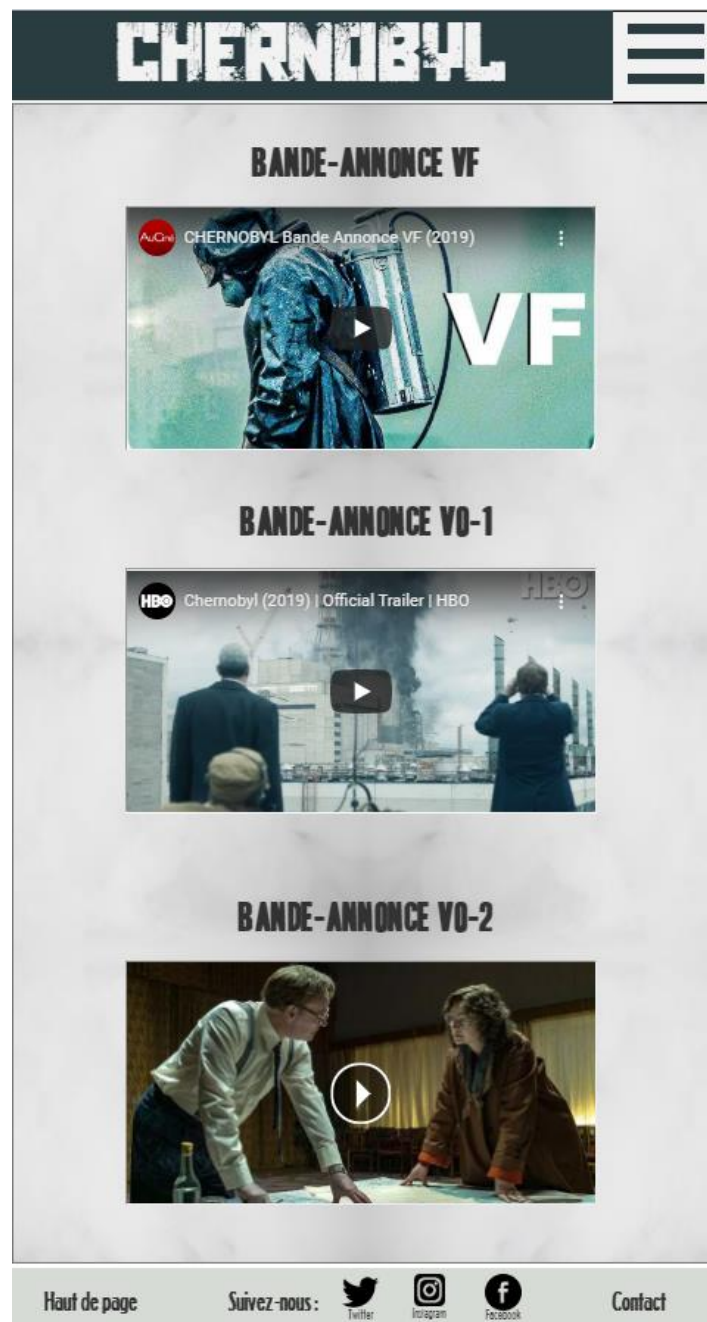 CHERNOBYL
BANDE-ANNONCE VF
AuCiné CHERNOBYL Bande Annonce VF (2019)
VF
BANDE-ANNONCE VO-1
HBO Chernobyl (2019) | Official Trailer | HBO
HBO
BANDE-ANNONCE VO-2
Haut de page Suivez-nous : Twitter Instagram Facebook Contact